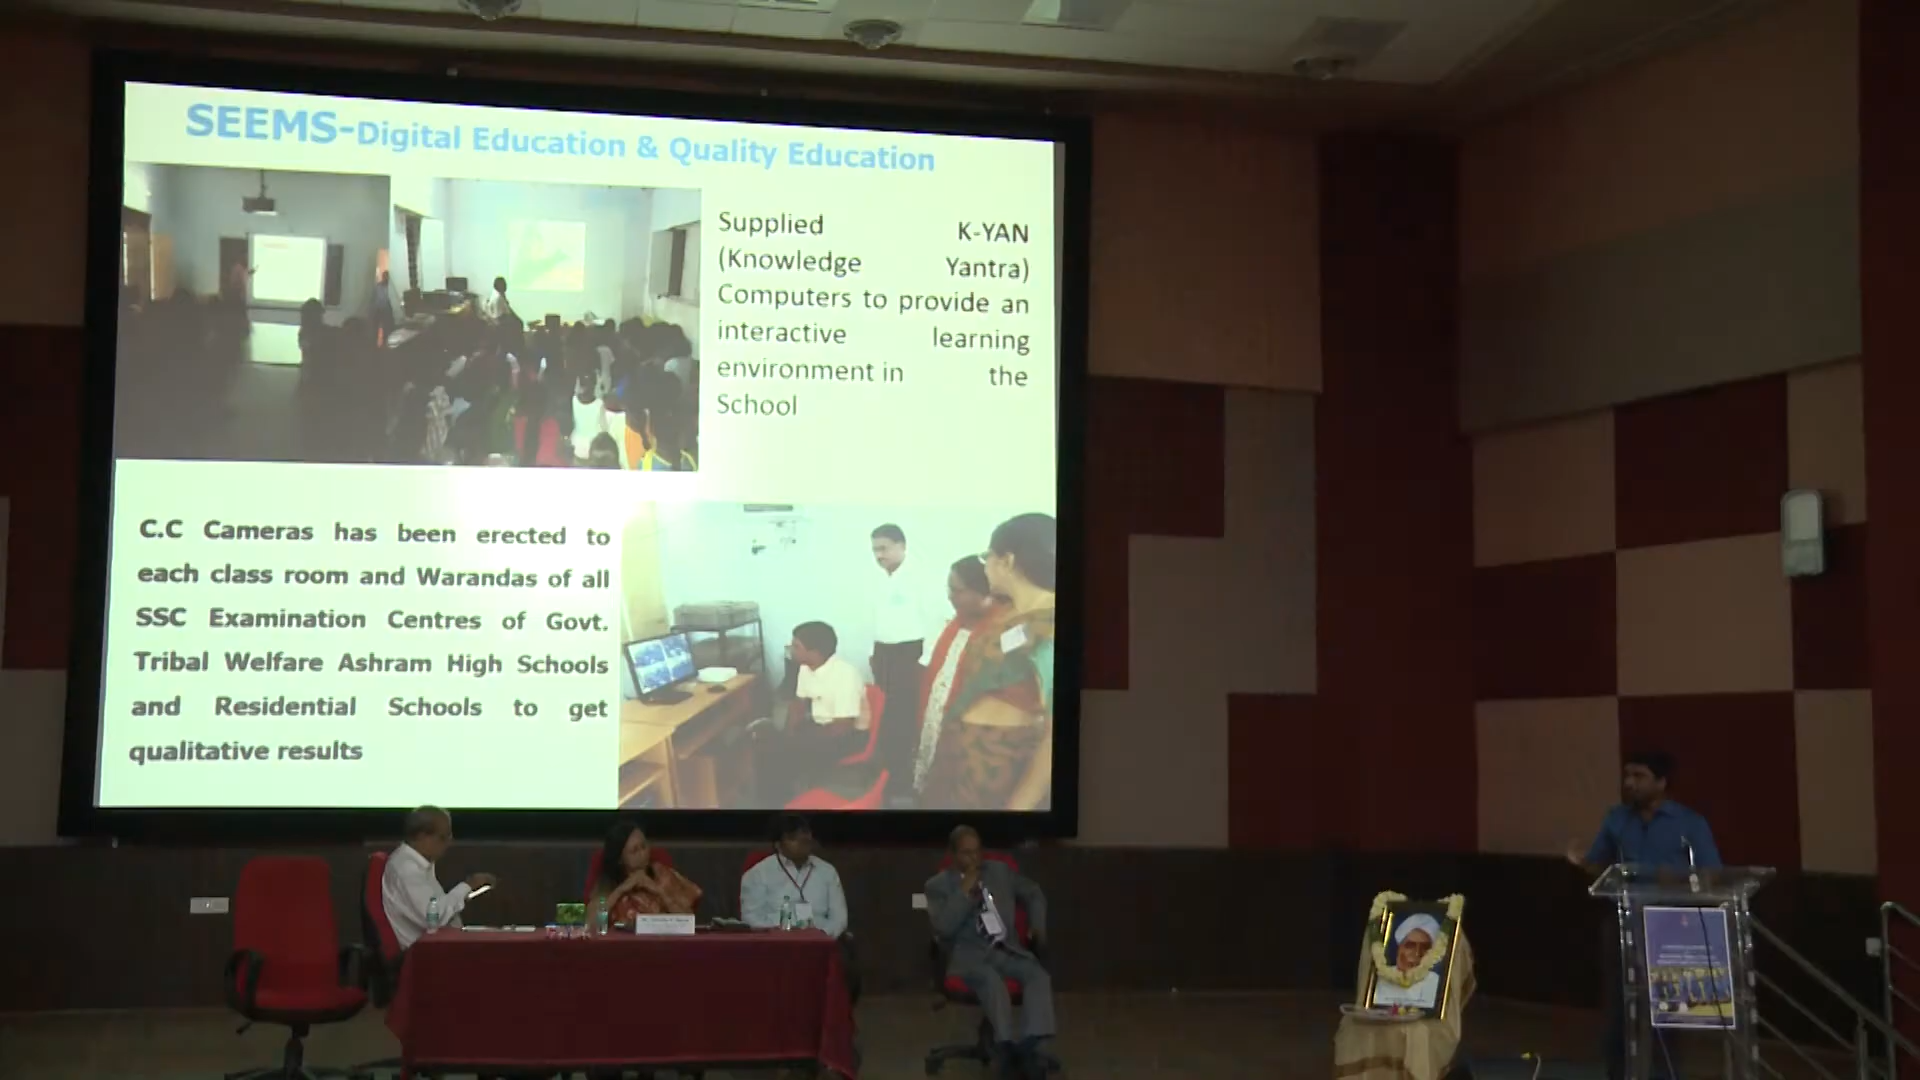 SEEMS-Digital Education & Quality Education
Supplied K-YAN
(Knowledge Yantra)
Computers to provide an
interactive learning
environment in the
School
C.C Cameras has been erected to
each class room and Warandas of all
SSC Examination Centres of Govt.
Tribal Welfare Ashram High Schools
and Residential Schools to get
qualitative results